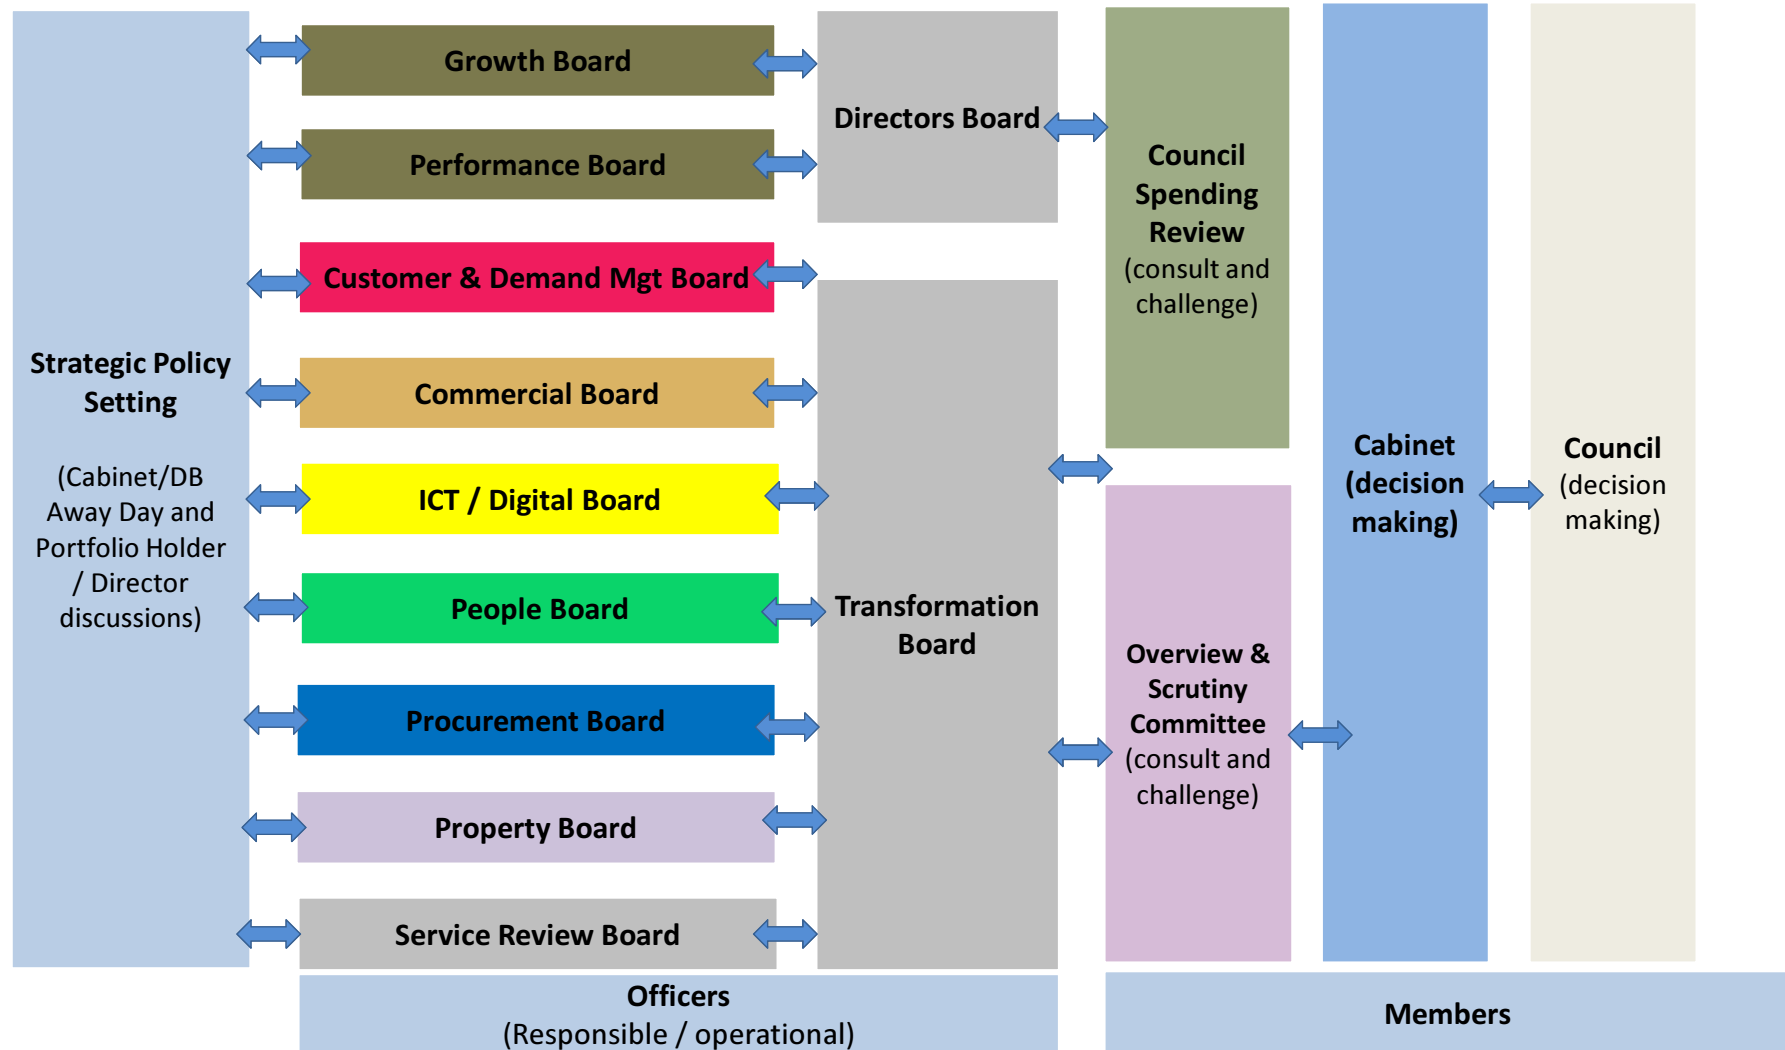 Strategic Policy
Setting
(Cabinet/DB
Away Day and
Portfolio Holder
/ Director
discussions)
Growth Board
Performance Board
Customer & Demand Mgt Board
Commercial Board
ICT / Digital Board
People Board
Procurement Board
Property Board
Service Review Board
Directors Board
Transformation
Board
Council
Spending
Review
(consult and
challenge)
Overview &
Scrutiny
Committee
(consult and
challenge)
Cabinet
(decision
making)
Council
(decision
making)
Officers
(Responsible / operational)
Members